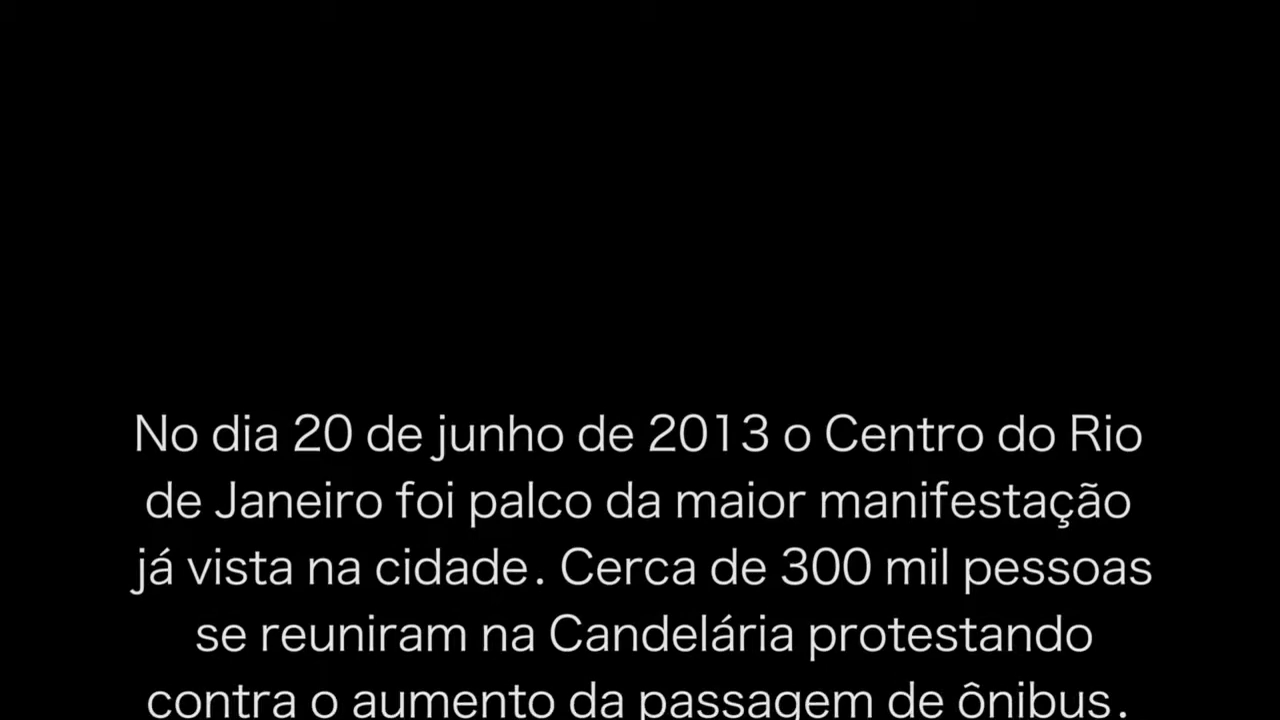 No dia 20 de junho de 2013 o Centro do Rio
de Janeiro foi palco da maior manifestação
já vista na cidade. Cerca de 300 mil pessoas
se reuniram na Candelária protestando
contra o aumento da passagem de ônibus.